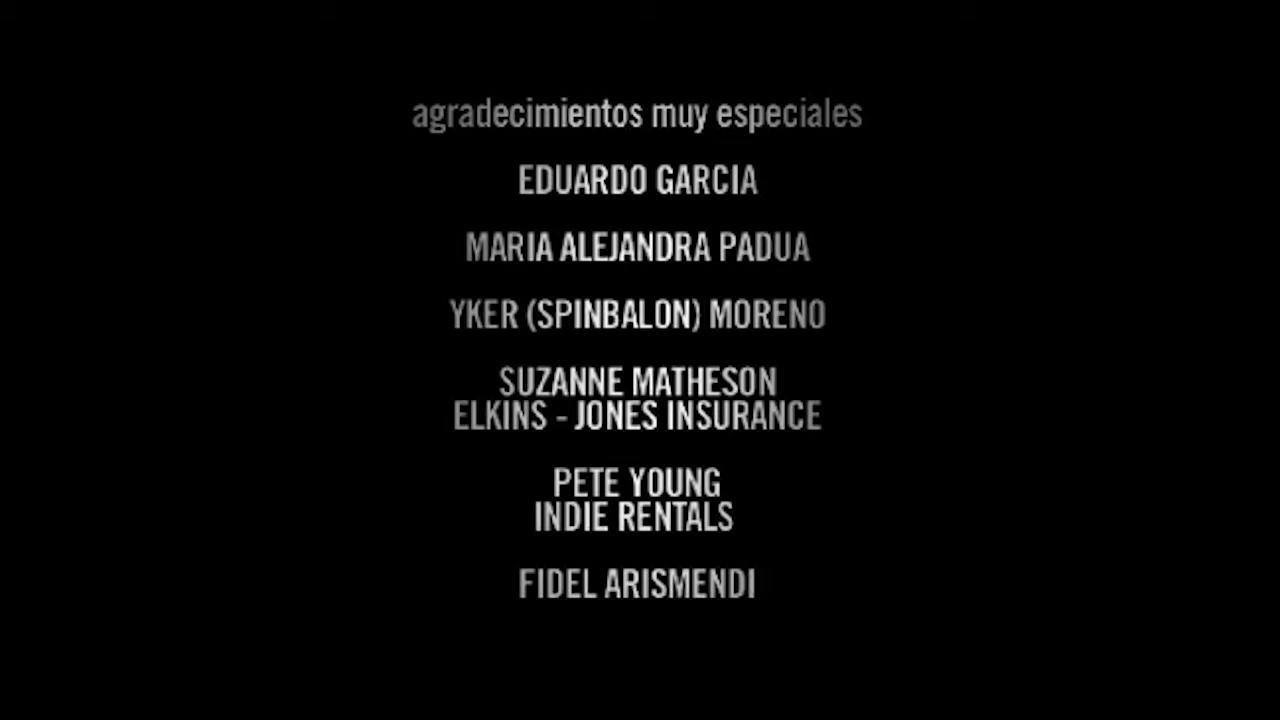 agradecimientos muy especiales
EDUARDO GARCIA
MARIA ALEJANDRA PADUA
YKER (SPINBALON) MORENO
SUZANNE MATHESON
ELKINS - JONES INSURANCE
PETE YOUNG
INDIE RENTALS
FIDEL ARISMENDI